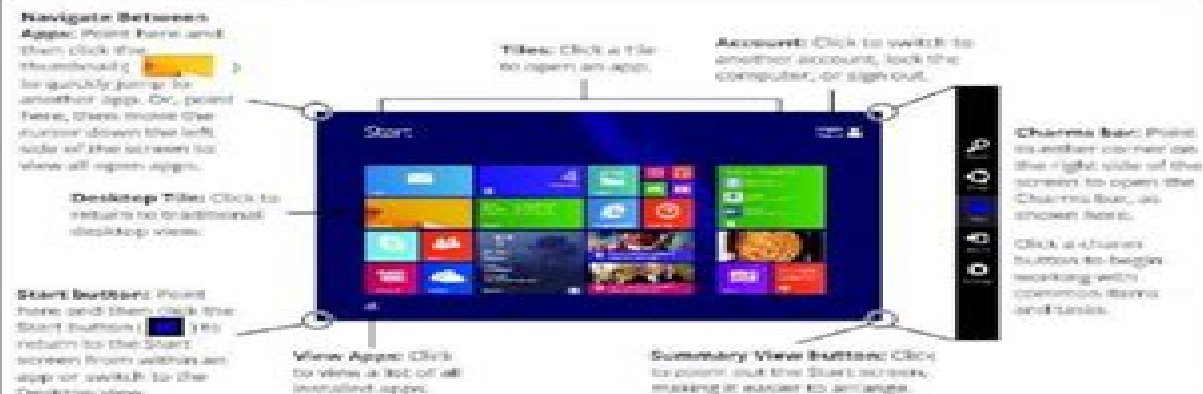 Navigate Between
Apps: Point here and
then click the
thumbnail ( )
to quickly jump to
another app. Or, point
here, then move the
cursor down the left
side of the screen to
view all open apps.
Desktop Tile: Click to
return to traditional
desktop view.
Start button: Point
here and then click the
Start button ( ) to
return to the Start
screen from within an
app or switch to the
Desktop view.
Tiles: Click a tile
to open an app.
Account: Click to switch to
another account, lock the
computer, or sign out.
Start
View Apps: Click
to view a list of all
installed apps.
Summary View Button: Click
to zoom out the Start screen,
making it easier to arrange.
Charms bar: Point
to either corner on
the right side of the
screen to open the
Charms bar, as
shown here.
Click a charm
button to begin
working with
common items
and tasks.